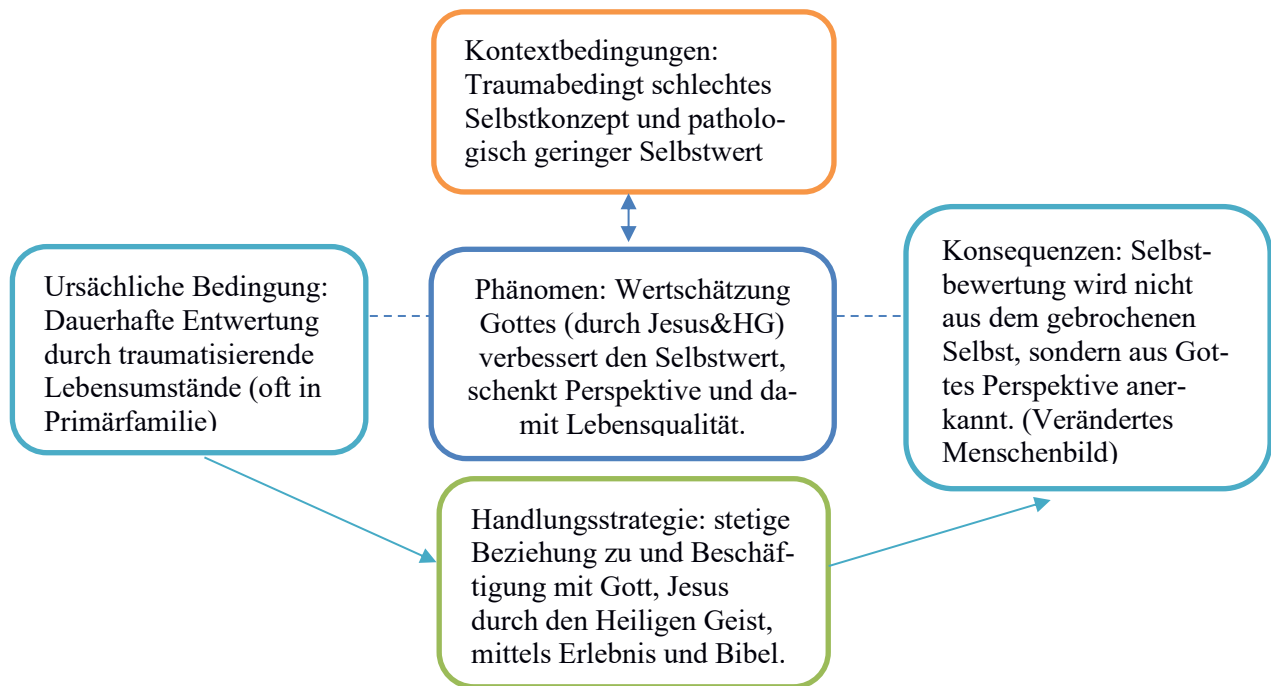 Kontextbedingungen:
Traumabedingt schlechtes
Selbstkonzept und patholo-
gisch geringer Selbstwert
Ursächliche Bedingung:
Dauerhafte Entwertung
durch traumatisierende
Lebensumstände (oft in
Primärfamilie)
Phänomen: Wertschätzung
Gottes (durch Jesus&HG)
verbessert den Selbstwert,
schenkt Perspektive und da-
mit Lebensqualität.
Konsequenzen: Selbst-
bewertung wird nicht
aus dem gebrochenen
Selbst, sondern aus Got-
tes Perspektive aner-
kannt. (Verändertes
Menschenbild)
Handlungsstrategie: stetige
Beziehung zu und Beschäf-
tigung mit Gott, Jesus
durch den Heiligen Geist,
mittels Erlebnis und Bibel.